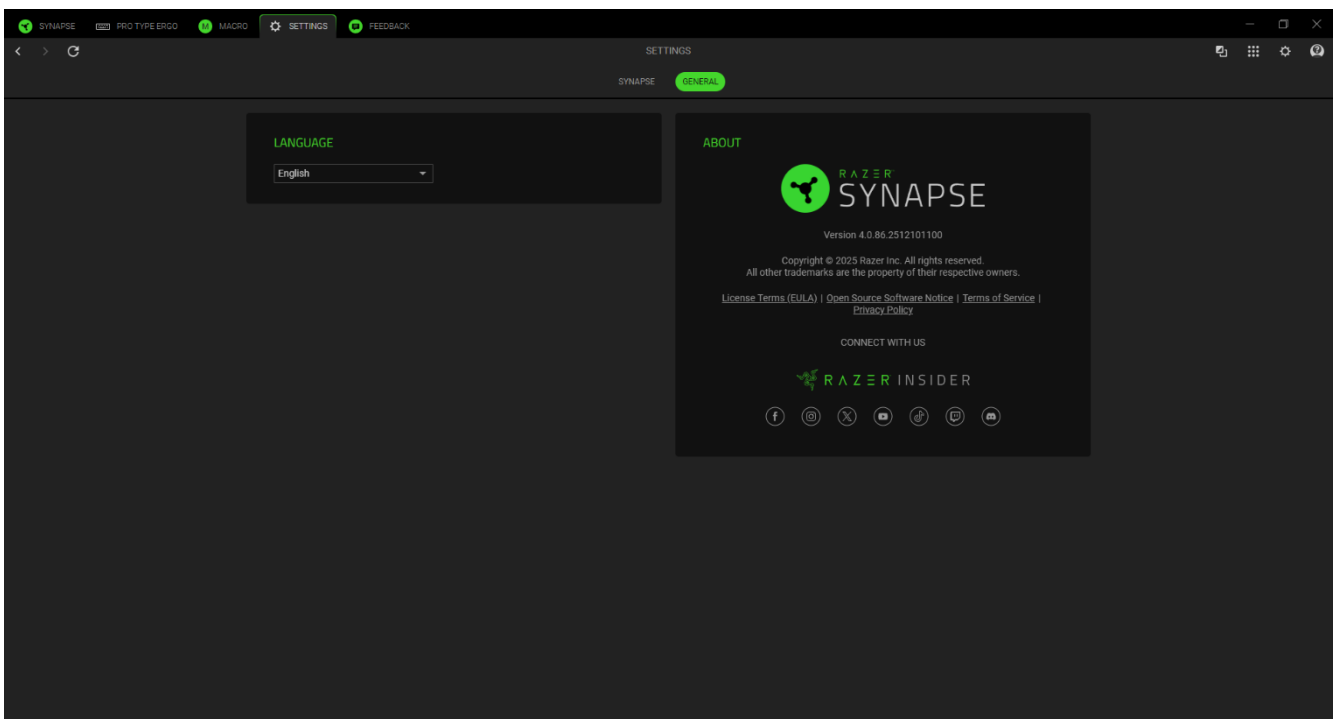 SYNAPSE PRO TYPE ERGO M MACRO SETTINGS FEEDBACK
SETTINGS
SYNAPSE GENERAL
LANGUAGE
English
ABOUT
RAZER
SYNAPSE
Version 4.0.86.2512101100
Copyright © 2025 Razer Inc. All rights reserved.
All other trademarks are the property of their respective owners.
License Terms (EULA) | Open Source Software Notice | Terms of Service |
Privacy Policy
CONNECT WITH US
RAZER INSIDER